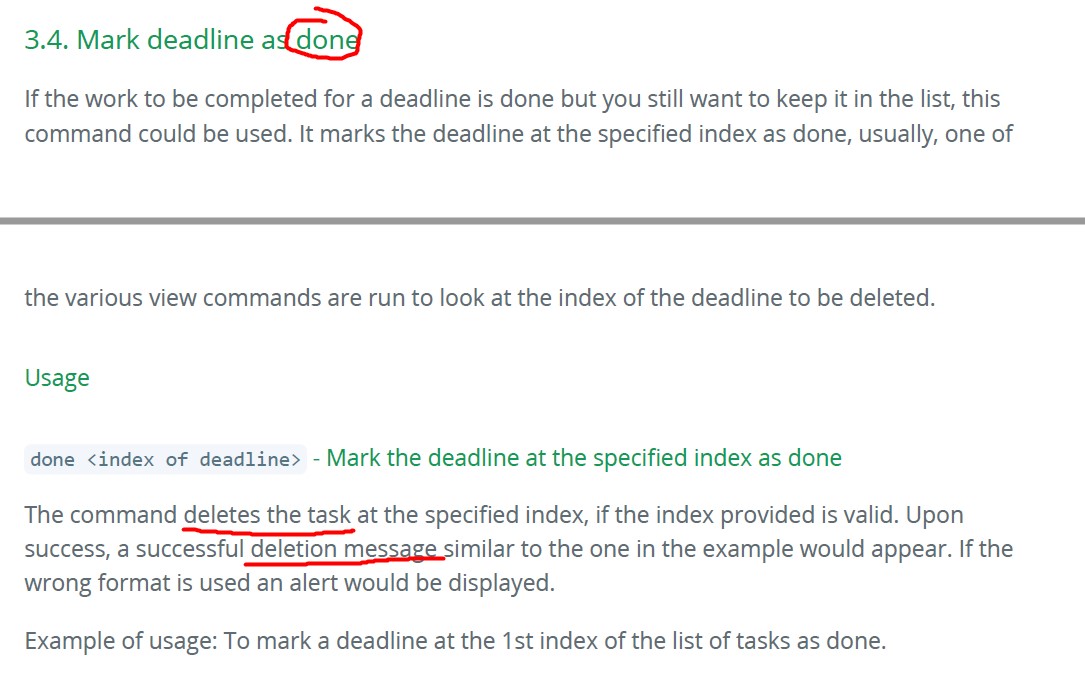 3.4. Mark deadline as done
If the work to be completed for a deadline is done but you still want to keep it in the list, this
command could be used. It marks the deadline at the specified index as done, usually, one of
the various view commands are run to look at the index of the deadline to be deleted.
Usage
done <index of deadline> - Mark the deadline at the specified index as done
The command deletes the task at the specified index, if the index provided is valid. Upon
success, a successful deletion message similar to the one in the example would appear. If the
wrong format is used an alert would be displayed.
Example of usage: To mark a deadline at the 1st index of the list of tasks as done.